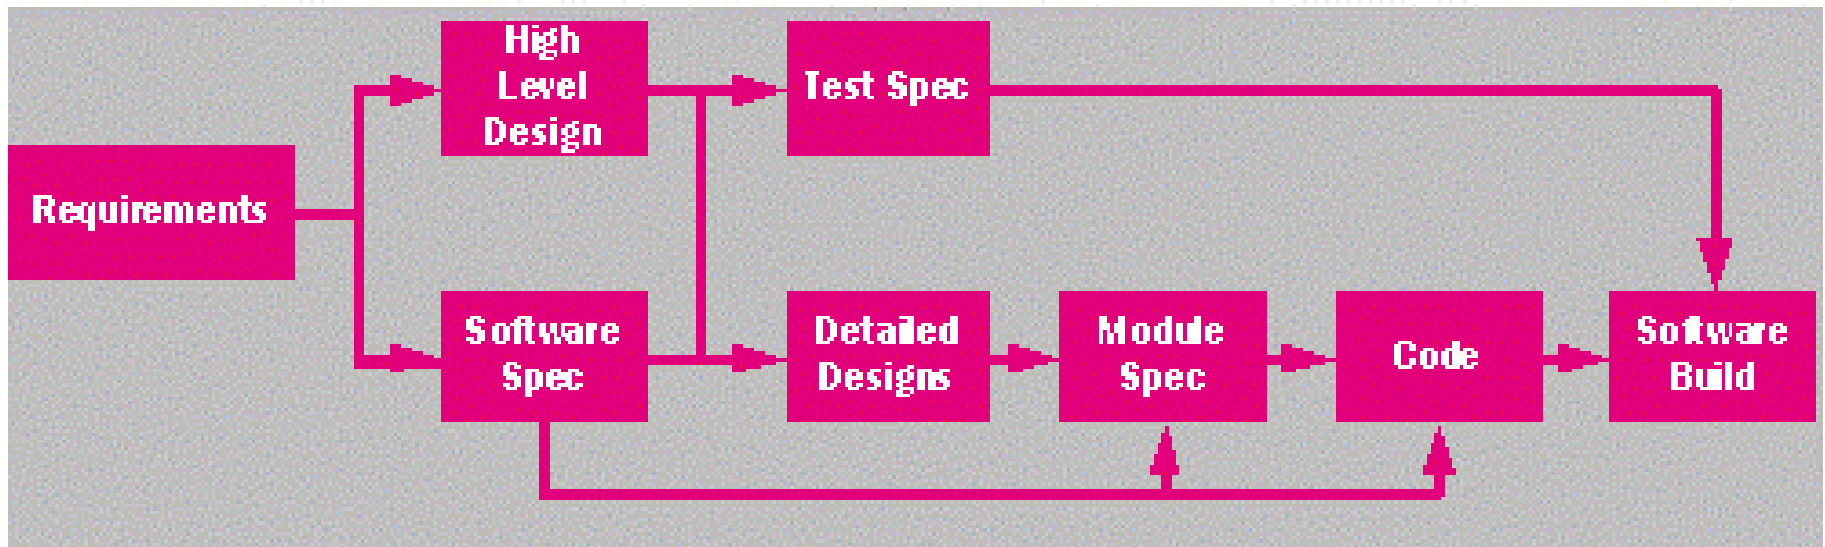 High
Level
Design
Test Spec
Requirements
Software
Spec
Detailed
Designs
Module
Spec
Code
Software
Build